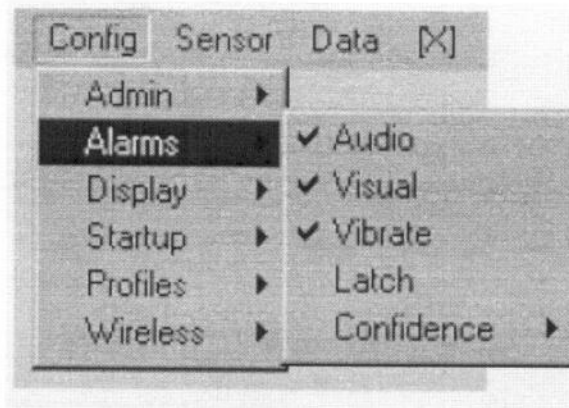 Config Sensor Data [X]
Admin
Alarms
Display
Startup
Profiles
Wireless
Audio
Visual
Vibrate
Latch
Confidence